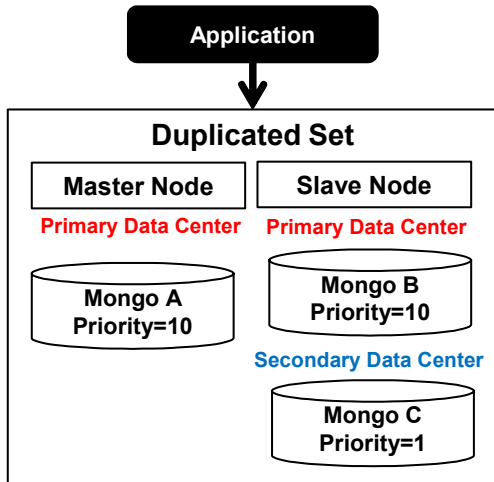 Application
Duplicated Set
Master Node
Slave Node
Primary Data Center
Primary Data Center
Mongo A
Priority=10
Mongo B
Priority=10
Secondary Data Center
Mongo C
Priority=1